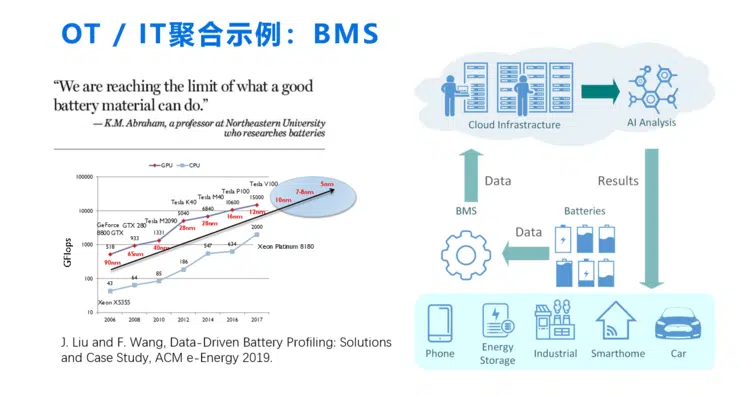 OT / IT聚合示例：BMS
“We are reaching the limit of what a good
battery material can do.”
— K.M. Abraham, a professor at Northeastern University
who researches batteries
GPU CPU
100000
10000
1000
100
10
GFlops
GeForce
8800 GTX
518
90nm
GTX 280
933
65nm
Tesla M2090
1331
40nm
Tesla K40
5040
28nm
Tesla M40
6840
28nm
Tesla P100
10600
16nm
Tesla V100
15000
12nm
10nm
7-8nm
5nm
43
64
85
186
547
634
2000
Xeon X5355
Xeon Platinum 8180
2006 2008 2010 2012 2014 2016 2017
J. Liu and F. Wang, Data-Driven Battery Profiling: Solutions
and Case Study, ACM e-Energy 2019.
Cloud Infrastructure
AI Analysis
Data
Results
BMS
Batteries
Data
Phone
Energy
Storage
Industrial
Smarthome
Car